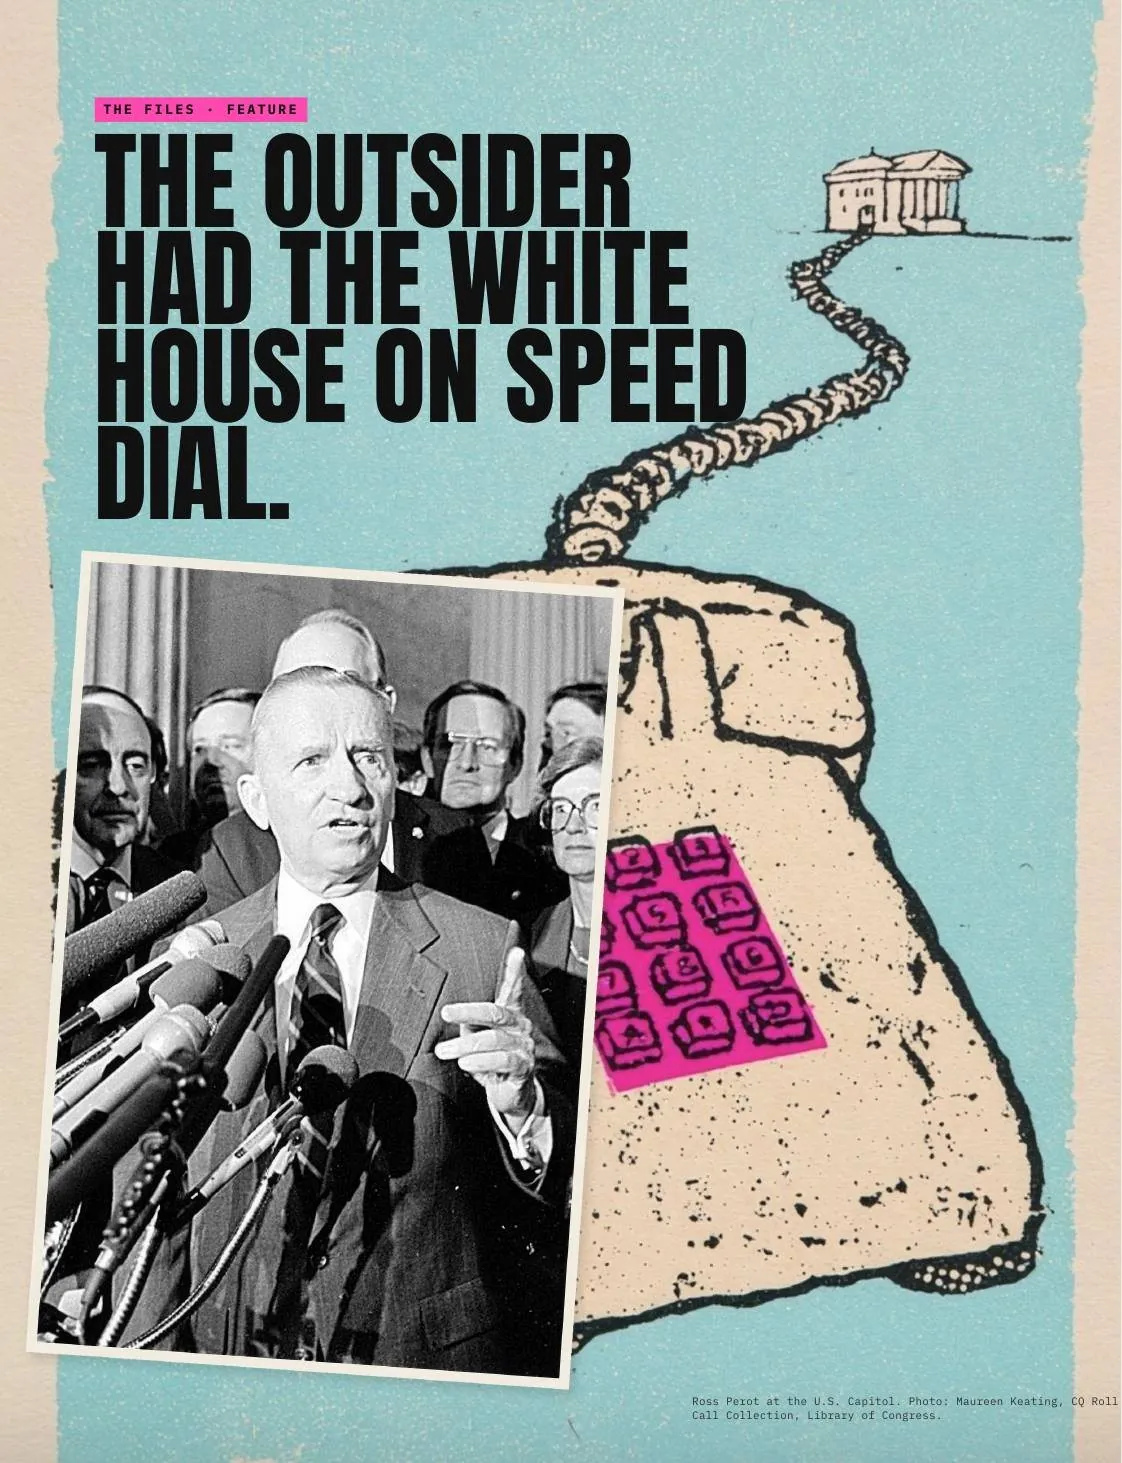 THE FILES · FEATURE
THE OUTSIDER
HAD THE WHITE
HOUSE ON SPEED
DIAL.
Ross Perot at the U.S. Capitol. Photo: Maureen Keating, CQ Roll
Call Collection, Library of Congress.